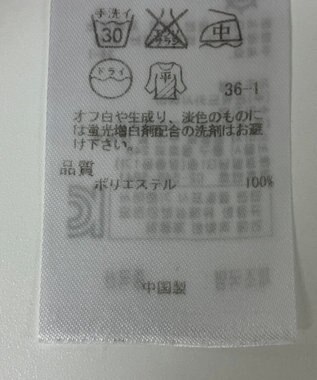 手洗イ
30
中
ドライ
平
36-1
オフ白や生成り、淡色のものに
は蛍光増白剤配合の洗剤はお避
け下さい。
品質
ポリエステル 100%
中国製